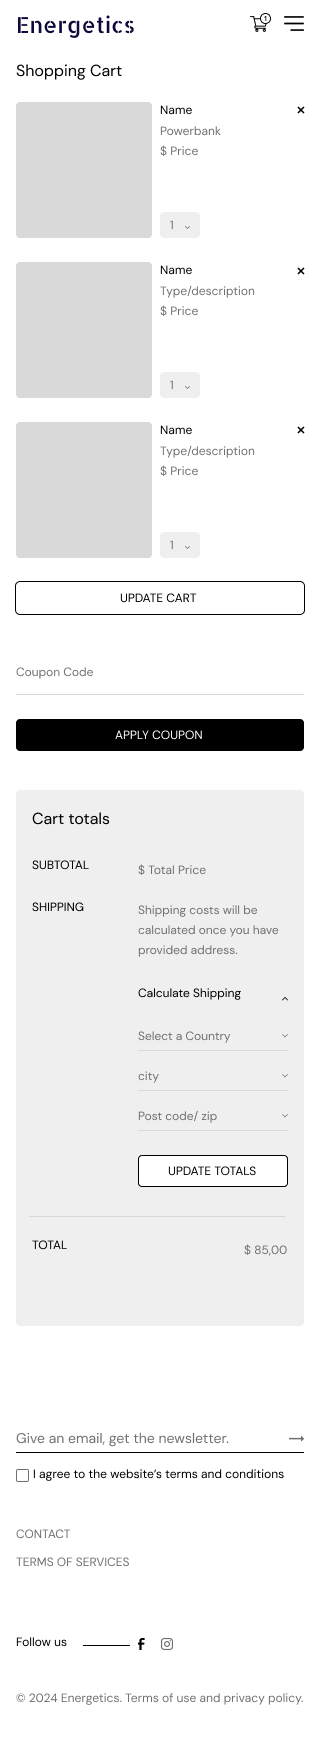 Energetics
1
Shopping Cart
Name
Powerbank
$ Price
1
Name
Type/description
$ Price
1
Name
Type/description
$ Price
1
UPDATE CART
Coupon Code
APPLY COUPON
Cart totals
SUBTOTAL
$ Total Price
SHIPPING
Shipping costs will be
calculated once you have
provided address.
Calculate Shipping
Select a Country
city
Post code/ zip
UPDATE TOTALS
TOTAL
$ 85,00
Give an email, get the newsletter.
I agree to the website’s terms and conditions
CONTACT
TERMS OF SERVICES
Follow us
© 2024 Energetics. Terms of use and privacy policy.